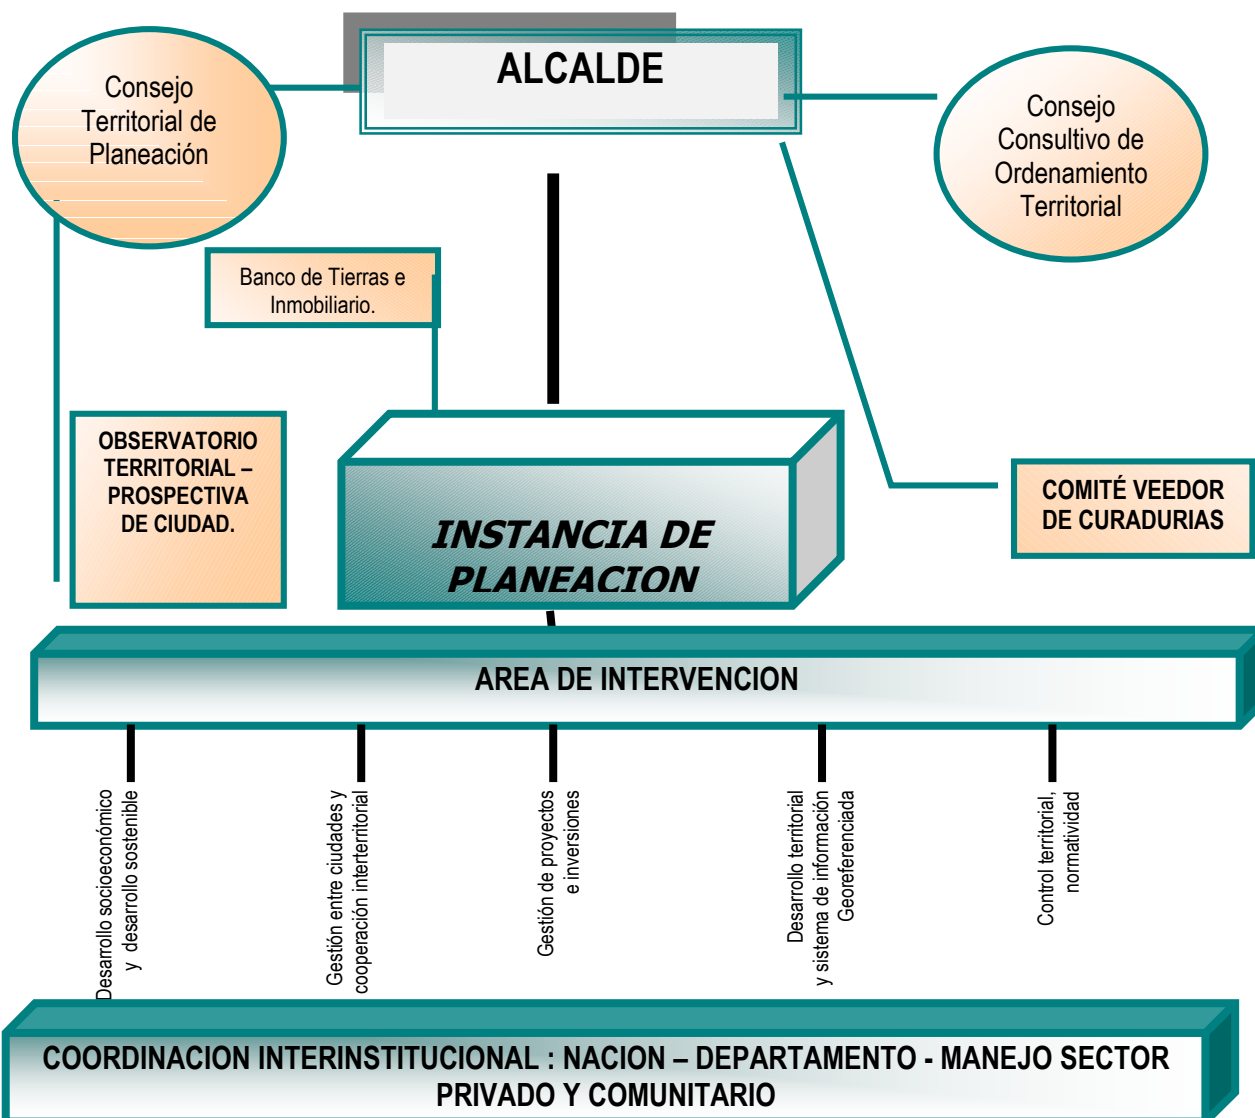 ALCALDE
Consejo
Territorial de
Planeación
Consejo
Consultivo de
Ordenamiento
Territorial
Banco de Tierras e
Inmobiliario.
OBSERVATORIO
TERRITORIAL –
PROSPECTIVA
DE CIUDAD.
INSTANCIA DE
PLANEACION
COMITÉ VEEDOR
DE CURADURIAS
AREA DE INTERVENCION
Desarrollo socioeconómico
y desarrollo sostenible
Gestión entre ciudades y
cooperación interterritorial
Gestión de proyectos
e inversiones
Desarrollo territorial
y sistema de información
Georeferenciada
Control territorial,
normatividad
COORDINACION INTERINSTITUCIONAL : NACION – DEPARTAMENTO - MANEJO SECTOR
PRIVADO Y COMUNITARIO